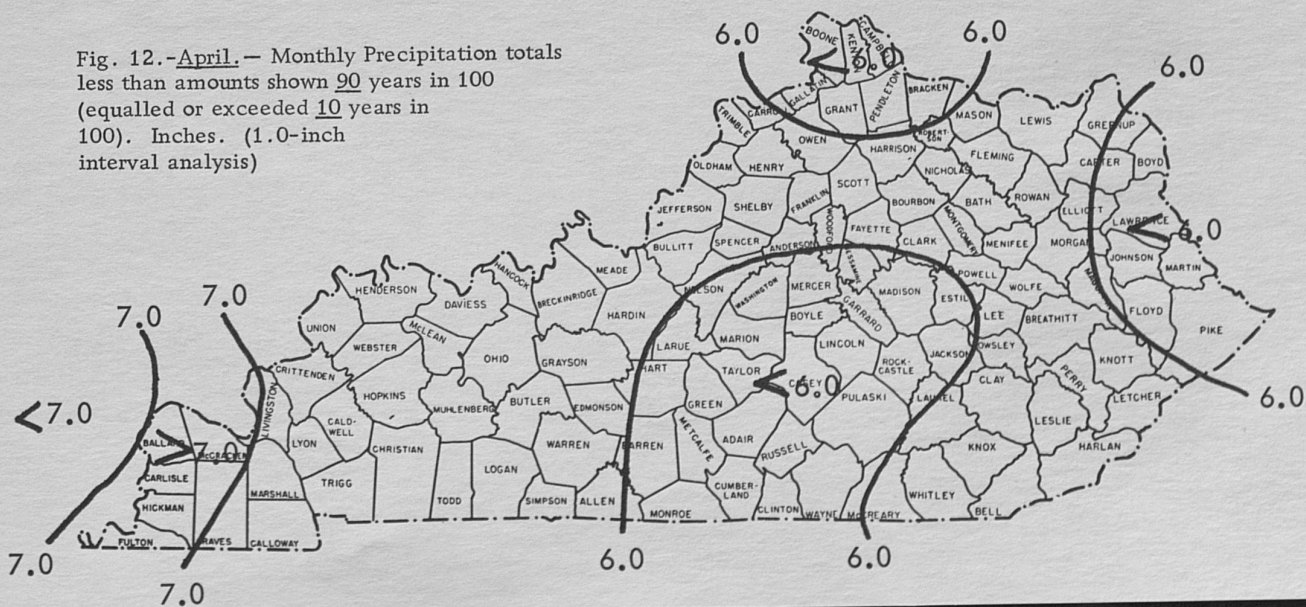 Fig. 12.-April.— Monthly Precipitation totals
less than amounts shown 90 years in 100
(equalled or exceeded 10 years in
100). Inches. (1.0-inch
interval analysis)
6.0
6.0
6.0
BOONE
KENTON
CAMPBELL
<6.0
GALLATIN
CARROLL
GRANT
PENDLETON
BRACKEN
TRIMBLE
OWEN
ROBERT-
SON
MASON
LEWIS
GREENUP
OLDHAM
HENRY
HARRISON
FLEMING
CARTER
BOYD
NICHOLAS
SCOTT
JEFFERSON
SHELBY
FRANKLIN
BOURBON
BATH
ROWAN
ELLIOTT
LAWRENCE
<6.0
WOODFORD
FAYETTE
MONTGOMERY
BULLITT
SPENCER
ANDERSON
CLARK
MENIFEE
MORGAN
JOHNSON
MARTIN
JESSAMINE
POWELL
HANCOCK
MEADE
HENDERSON
DAVIESS
BRECKINRIDGE
NELSON
WASHINGTON
MERCER
MADISON
ESTILL
WOLFE
MAGOFFIN
7.0
7.0
HARDIN
BOYLE
GARRARD
LEE
BREATHITT
FLOYD
PIKE
UNION
McLEAN
WEBSTER
OHIO
GRAYSON
LARUE
MARION
LINCOLN
ROCK-
CASTLE
JACKSON
OWSLEY
KNOTT
CRITTENDEN
HART
TAYLOR
<6.0
CASEY
PERRY
LIVINGSTON
HOPKINS
MUHLENBERG
BUTLER
EDMONSON
GREEN
PULASKI
LAUREL
CLAY
LETCHER
6.0
<7.0
BALLARD
>7.0
McCRACKEN
CALD-
WELL
LYON
CHRISTIAN
WARREN
BARREN
METCALFE
ADAIR
RUSSELL
LESLIE
KNOX
HARLAN
CARLISLE
MARSHALL
TRIGG
LOGAN
CUMBER-
LAND
HICKMAN
TODD
SIMPSON
ALLEN
MONROE
CLINTON
WAYNE
McCREARY
WHITLEY
BELL
FULTON
GRAVES
CALLOWAY
7.0
7.0
6.0
6.0